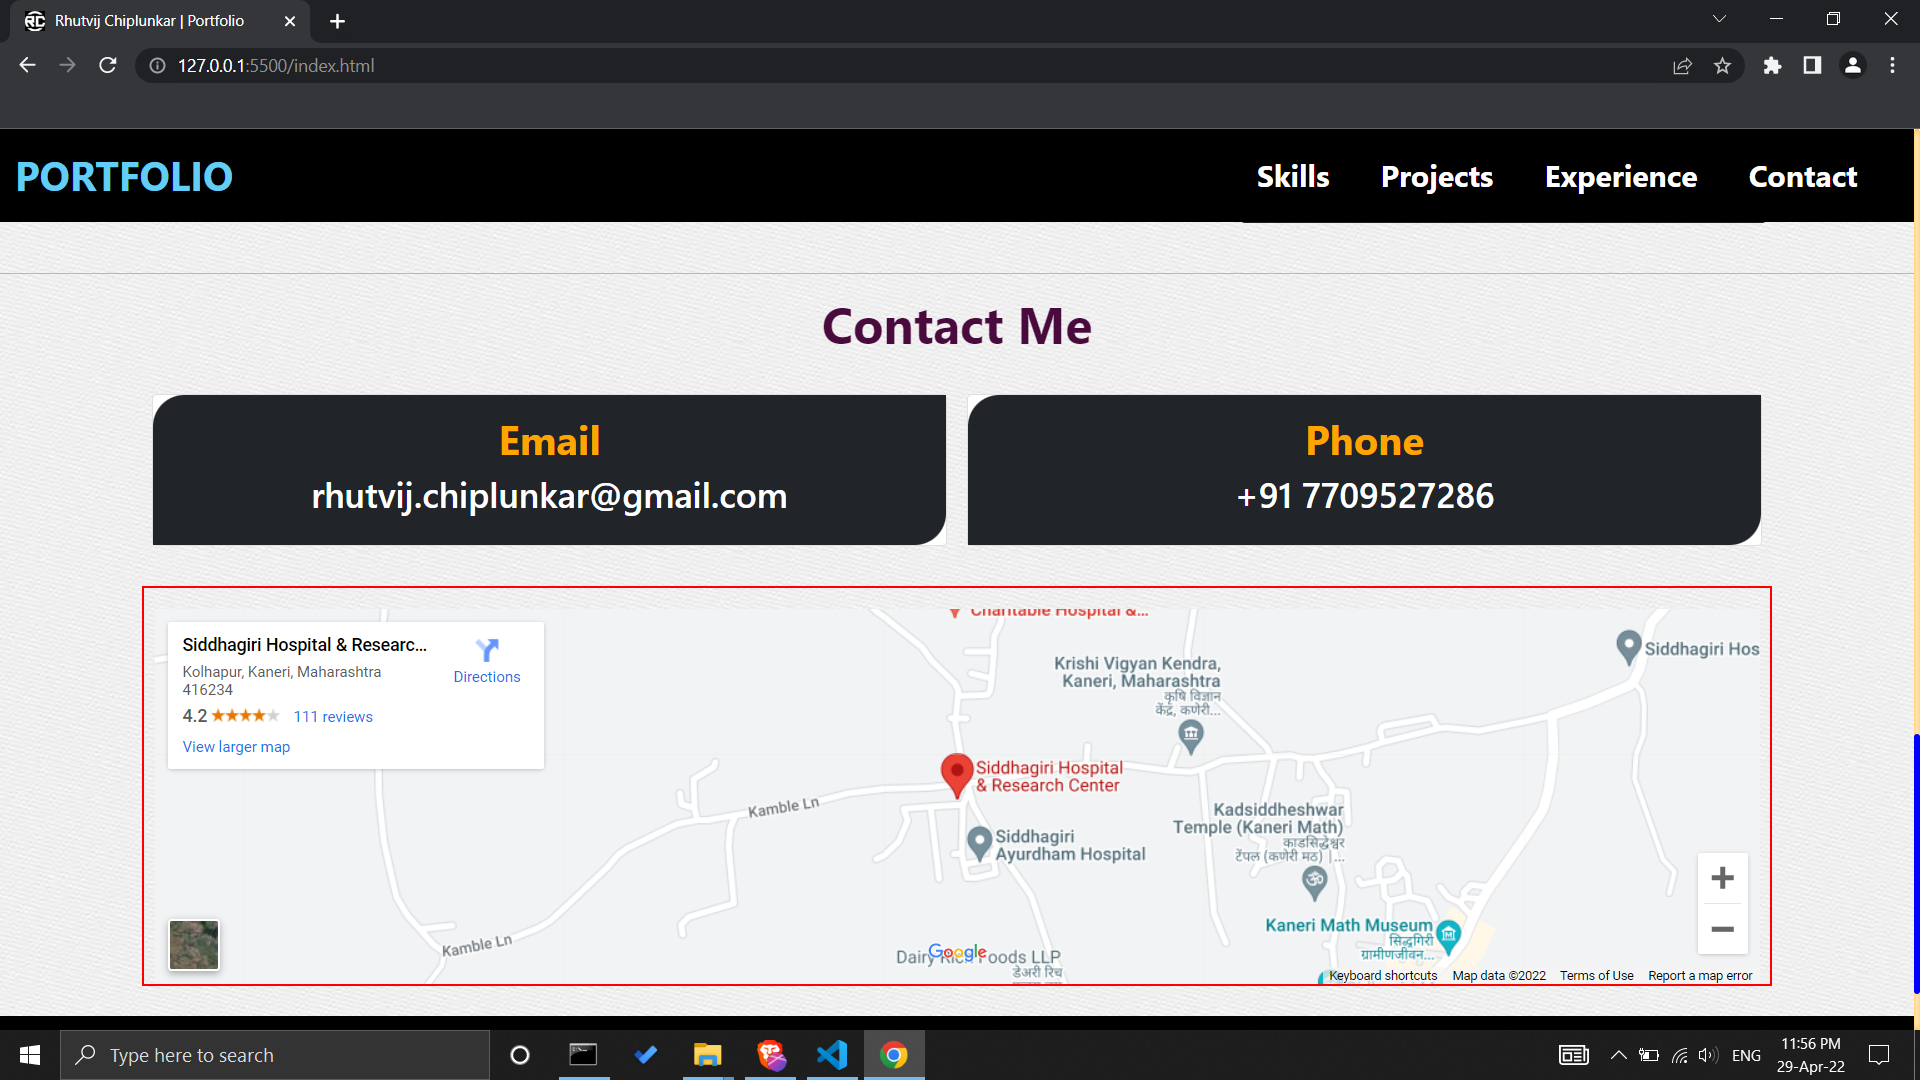 Rhutvij Chiplunkar | Portfolio
127.0.0.1:5500/index.html
PORTFOLIO
Skills
Projects
Experience
Contact
Contact Me
Email
rhutvij.chiplunkar@gmail.com
Phone
+91 7709527286
Charitable Hospital &...
Siddhagiri Hospital & Researc...
Kolhapur, Kaneri, Maharashtra
416234
4.2
111 reviews
View larger map
Directions
Krishi Vigyan Kendra,
Kaneri, Maharashtra
कृषि विज्ञान
केंद्र, कणेरी...
Siddhagiri Hos
Siddhagiri Hospital
& Research Center
Kamble Ln
Siddhagiri
Ayurdham Hospital
Kadsiddheshwar
Temple (Kaneri Math)
काडसिद्धेश्वर
टेंपल (कणेरी मठ) |...
Kaneri Math Museum
सिद्धगिरी
ग्रामीणजीवन...
Kamble Ln
Dairy Rich Foods LLP
डेअरी रिच
Google
Keyboard shortcuts
Map data ©2022
Terms of Use
Report a map error
Type here to search
ENG
11:56 PM
29-Apr-22